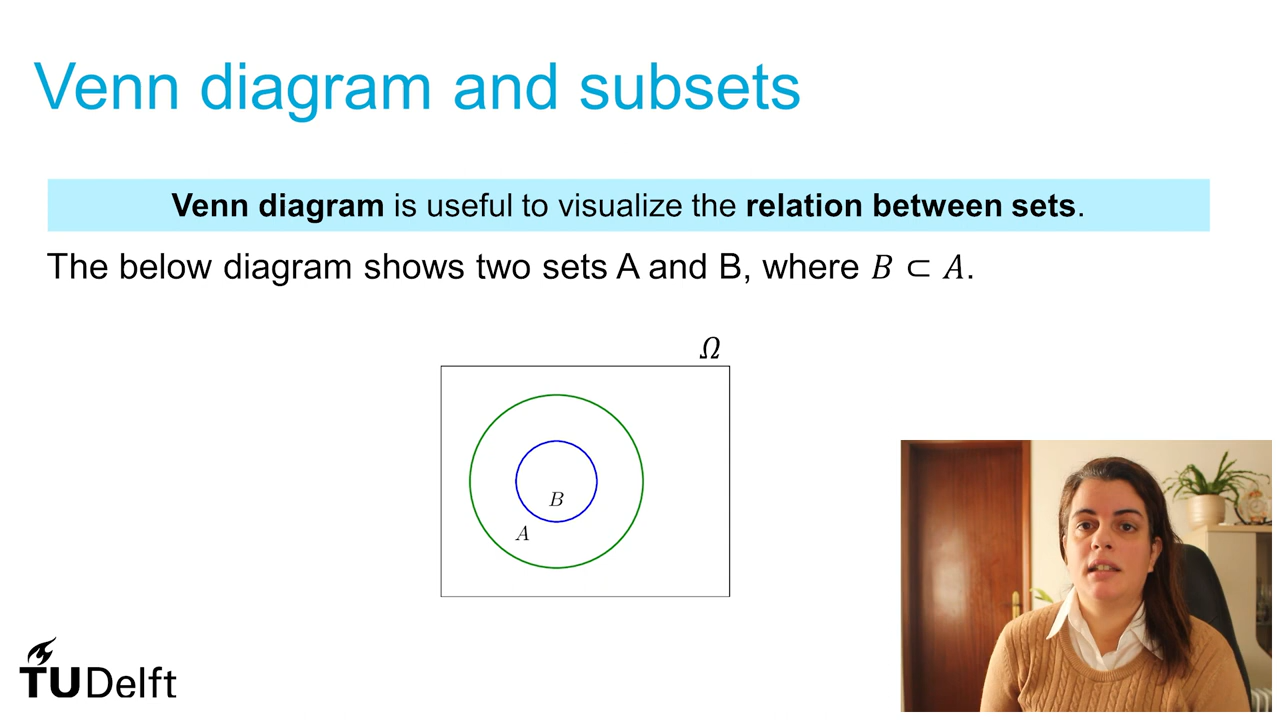 Venn diagram and subsets
Venn diagram is useful to visualize the relation between sets.
The below diagram shows two sets A and B, where B ⊂ A.
Ω
B
A
TUDelft